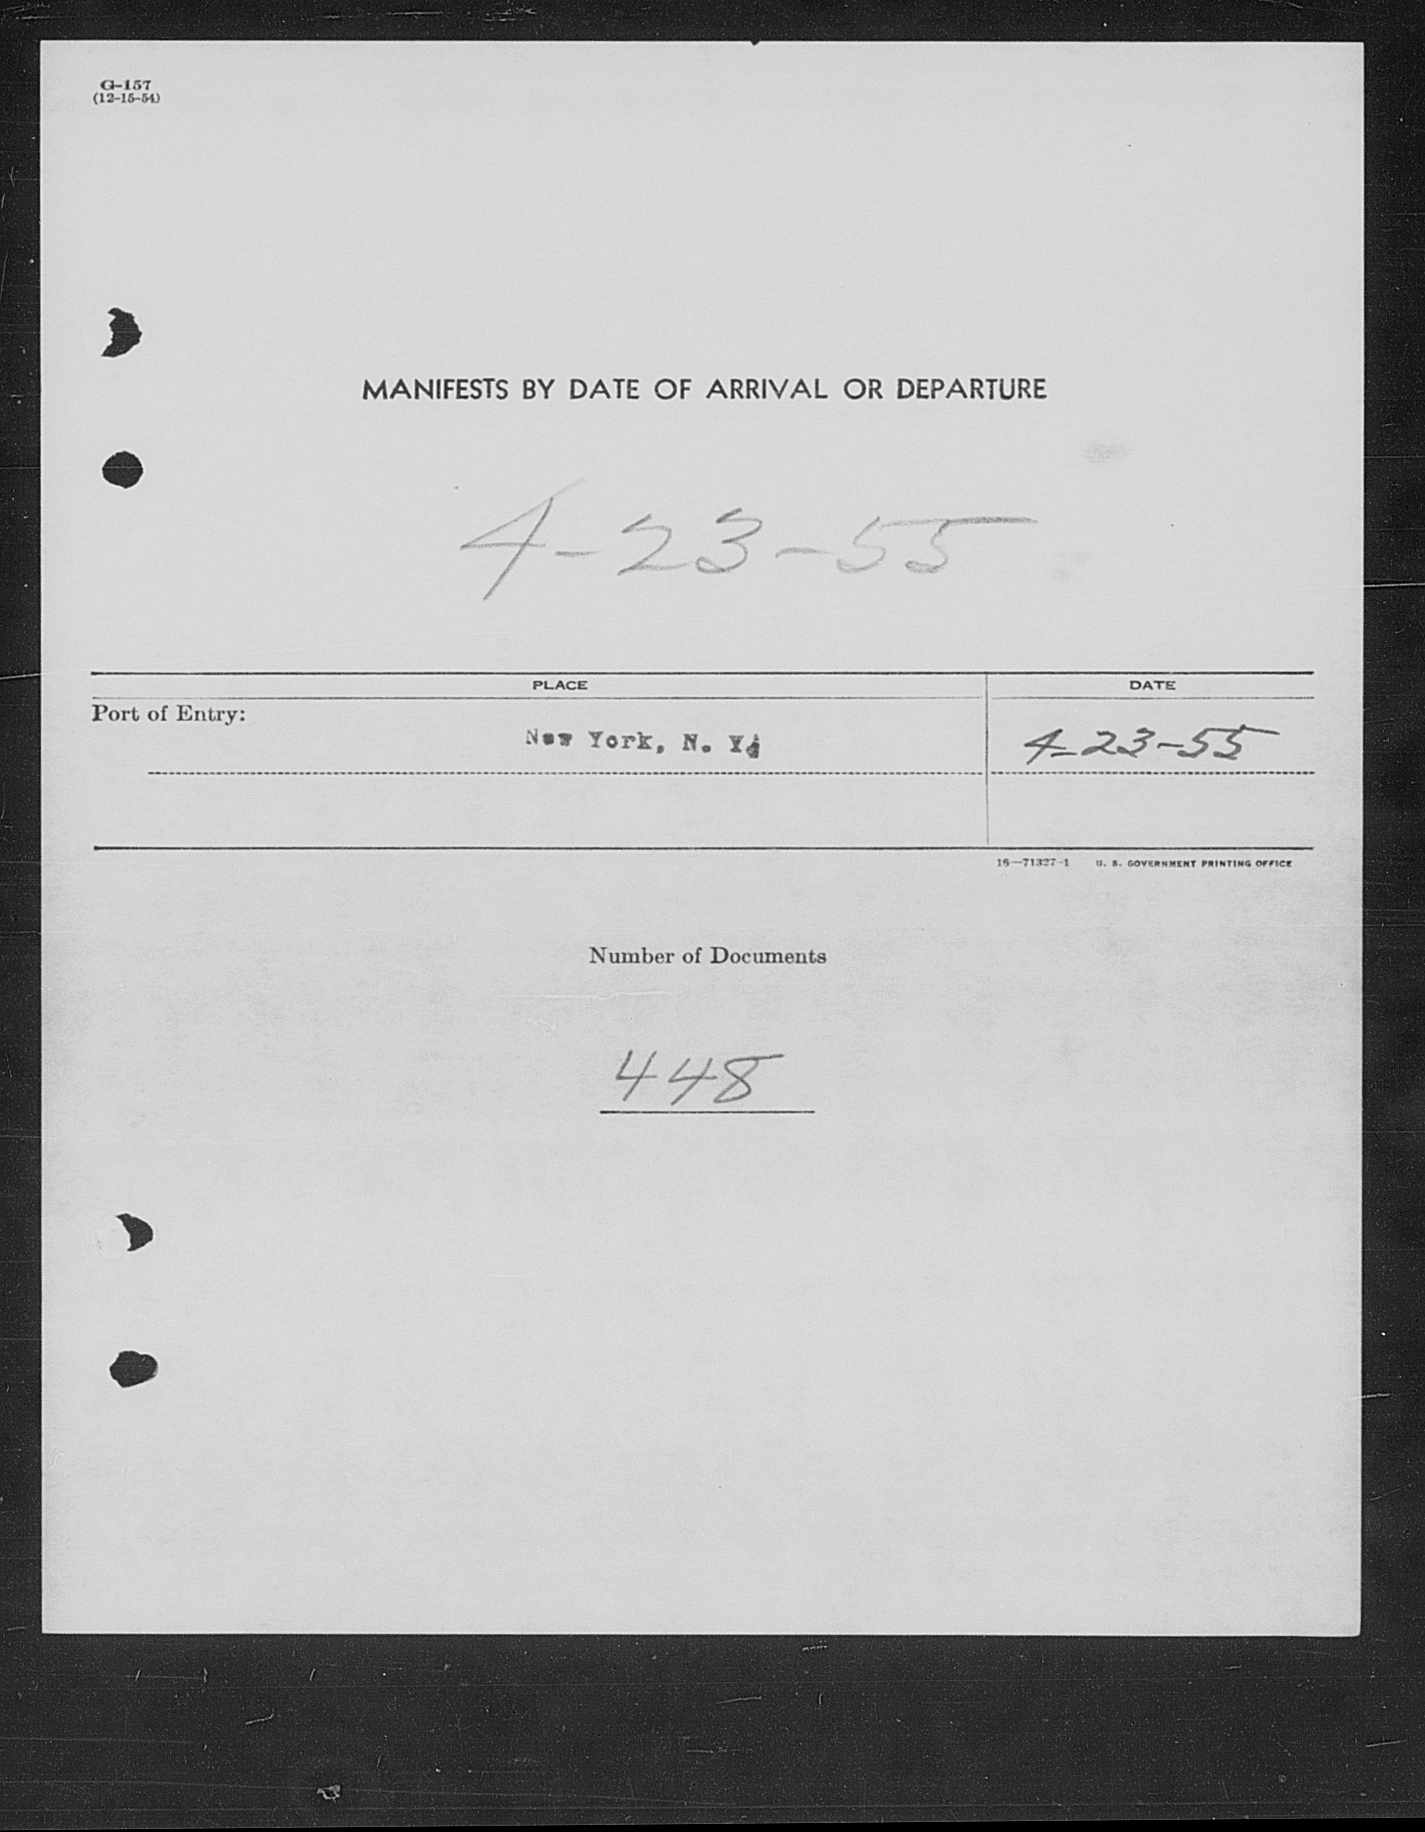 G-157
(12-15-54)
MANIFESTS BY DATE OF ARRIVAL OR DEPARTURE
4-23-55
PLACE DATE
Port of Entry:
New York, N. Y. 4-23-55
16—71327-1 U. S. GOVERNMENT PRINTING OFFICE
Number of Documents
448